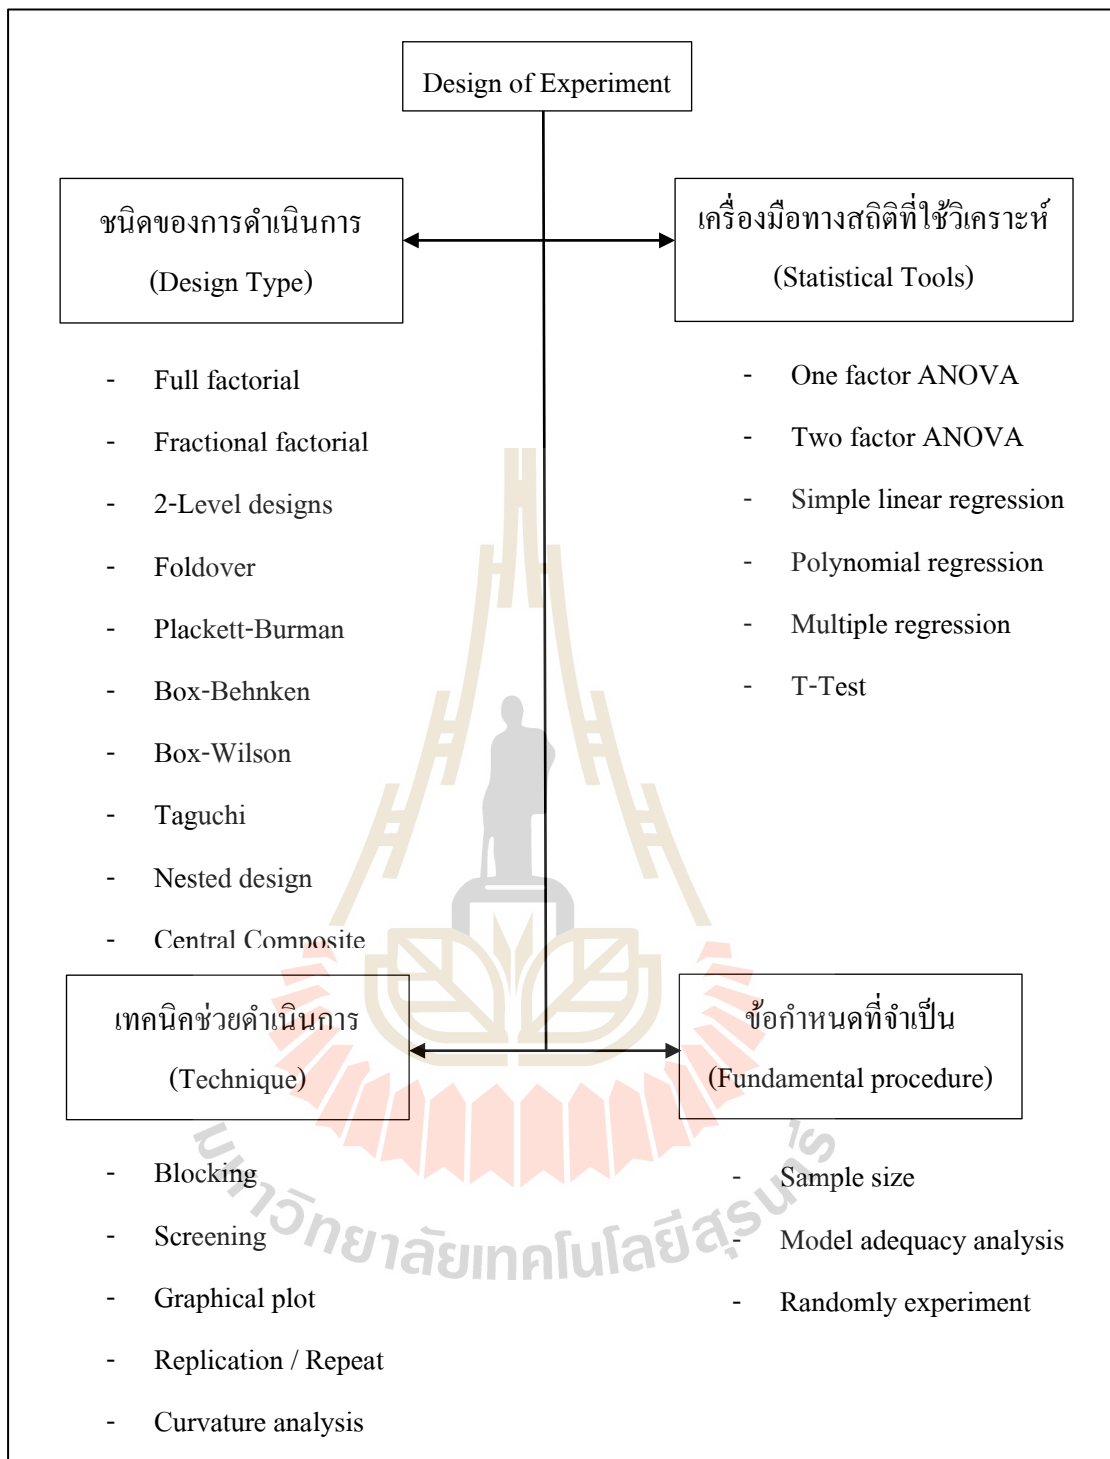 Design of Experiment
ชนิดของการดำเนินการ
(Design Type)
เครื่องมือทางสถิติที่ใช้วิเคราะห์
(Statistical Tools)
- Full factorial
- Fractional factorial
- 2-Level designs
- Foldover
- Plackett-Burman
- Box-Behnken
- Box-Wilson
- Taguchi
- Nested design
- Central Composite
- One factor ANOVA
- Two factor ANOVA
- Simple linear regression
- Polynomial regression
- Multiple regression
- T-Test
เทคนิคช่วยดำเนินการ
(Technique)
ข้อกำหนดที่จำเป็น
(Fundamental procedure)
- Blocking
- Screening
- Graphical plot
- Replication / Repeat
- Curvature analysis
- Sample size
- Model adequacy analysis
- Randomly experiment
มหาวิทยาลัยเทคโนโลยีสุรนารี